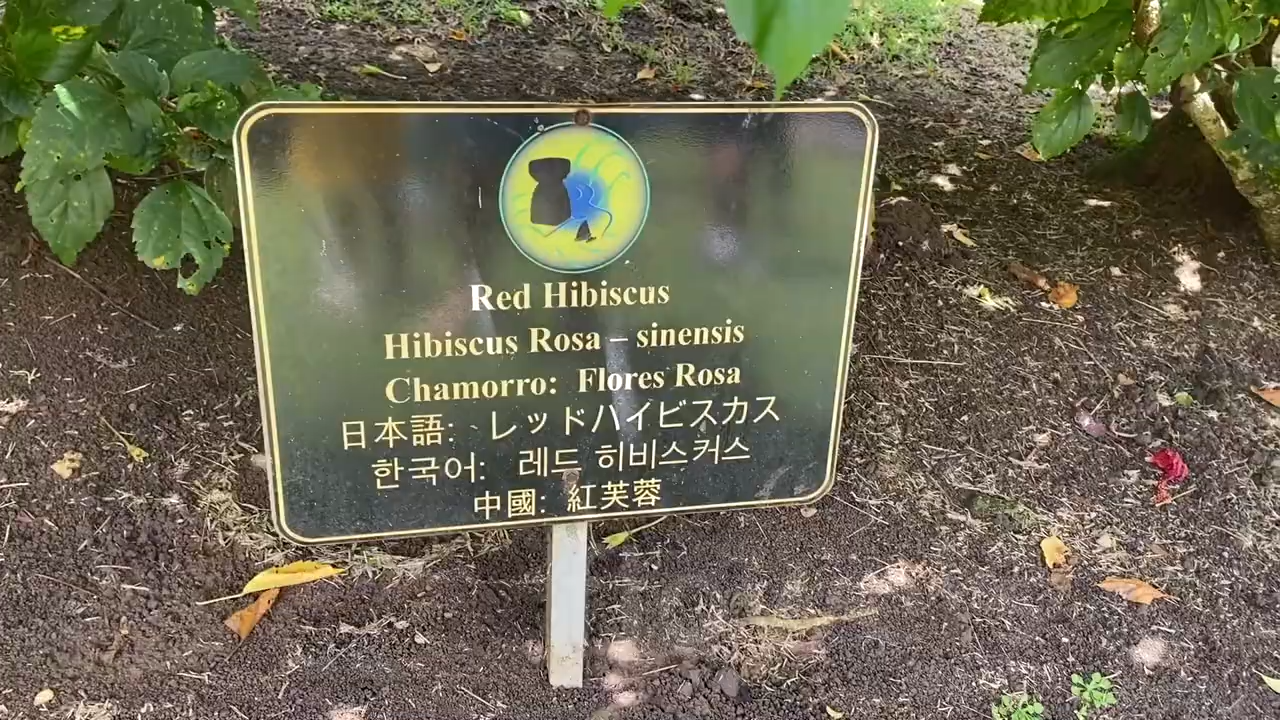 Red Hibiscus
Hibiscus Rosa – sinensis
Chamorro: Flores Rosa
日本語: レッドハイビスカス
한국어: 레드 히비스커스
中國: 紅芙蓉